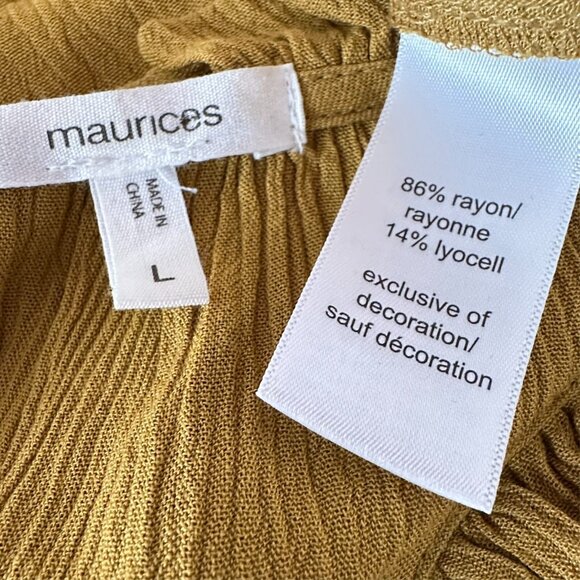 maurices
MADE IN
CHINA
L
86% rayon/
rayonne
14% lyocell
exclusive of
decoration/
sauf décoration